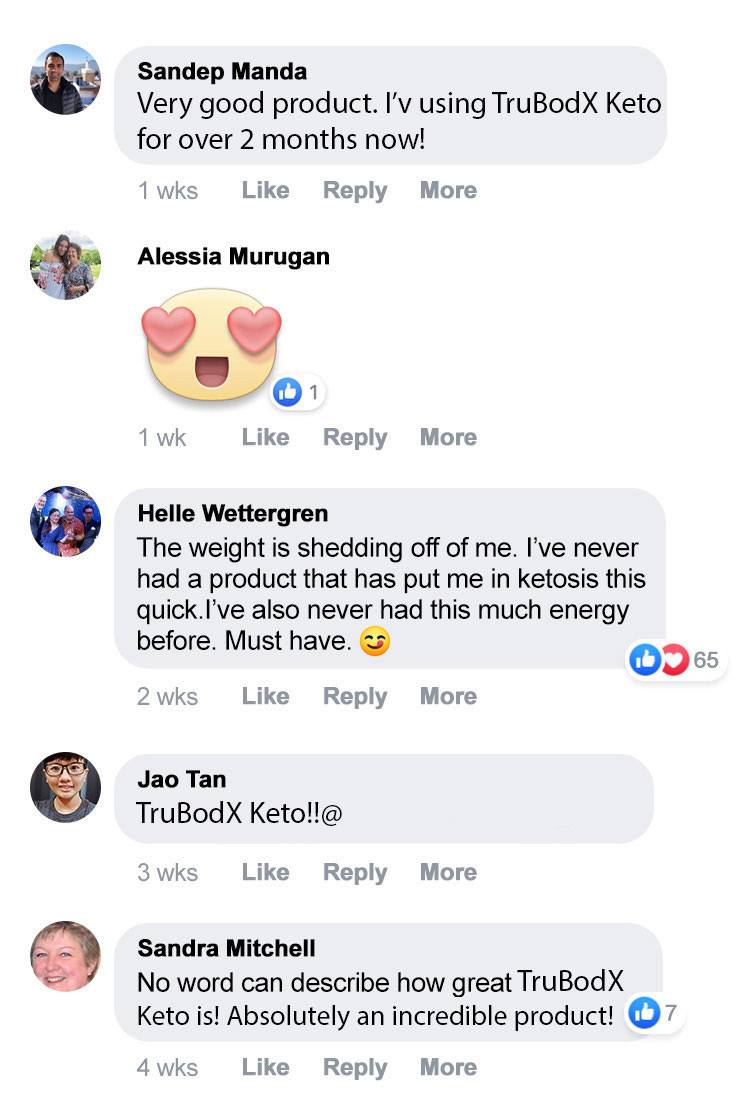 Sandep Manda
Very good product. I'v using TruBodX Keto
for over 2 months now!
1 wks Like Reply More
Alessia Murugan
1
1 wk Like Reply More
Helle Wettergren
The weight is shedding off of me. I've never
had a product that has put me in ketosis this
quick.I've also never had this much energy
before. Must have. 😋
65
2 wks Like Reply More
Jao Tan
TruBodX Keto!!@
3 wks Like Reply More
Sandra Mitchell
No word can describe how great TruBodX
Keto is! Absolutely an incredible product!
7
4 wks Like Reply More